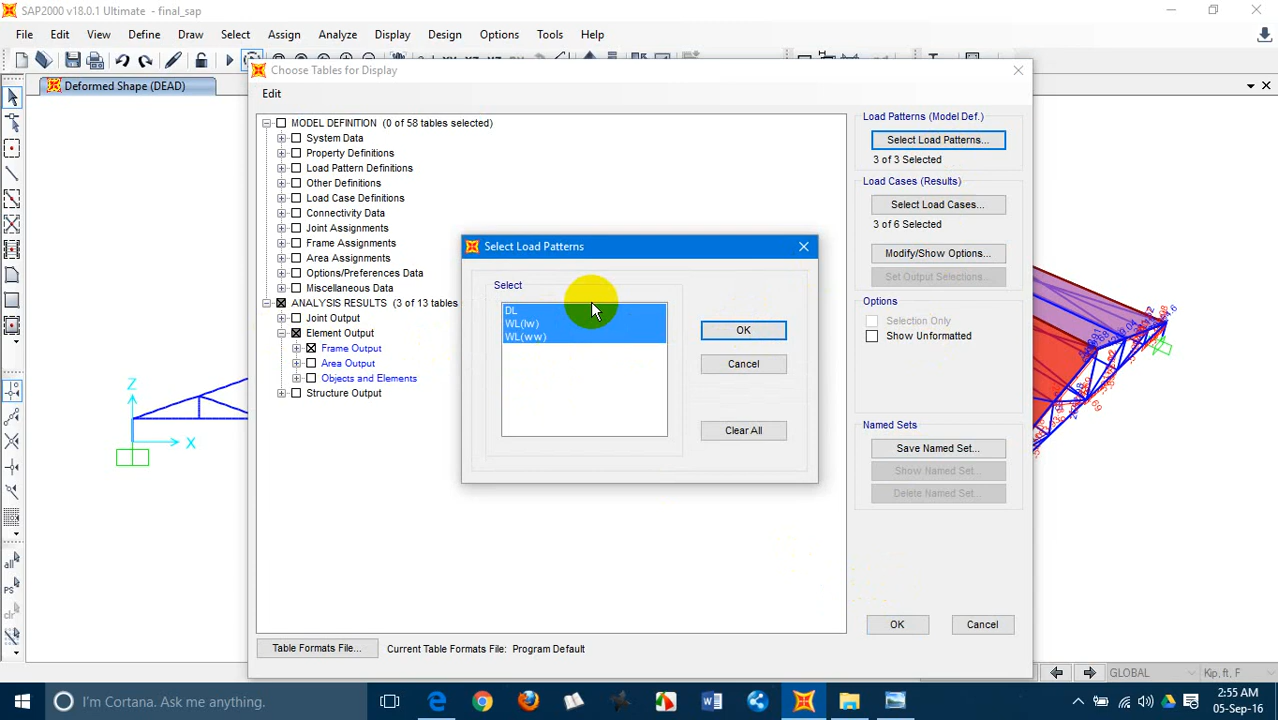 SAP2000 v18.0.1 Ultimate - final_sap
File Edit View Define Draw Select Assign Analyze Display Design Options Tools Help
Deformed Shape (DEAD)
Choose Tables for Display
Edit
MODEL DEFINITION (0 of 58 tables selected)
System Data
Property Definitions
Load Pattern Definitions
Other Definitions
Load Case Definitions
Connectivity Data
Joint Assignments
Frame Assignments
Area Assignments
Options/Preferences Data
Miscellaneous Data
ANALYSIS RESULTS (3 of 13 tables
Joint Output
Element Output
Frame Output
Area Output
Objects and Elements
Structure Output
Table Formats File...
Current Table Formats File: Program Default
Select Load Patterns
Select
DL
WL(lw)
WL(ww)
OK
Cancel
Clear All
Load Patterns (Model Def.)
Select Load Patterns...
3 of 3 Selected
Load Cases (Results)
Select Load Cases...
3 of 6 Selected
Modify/Show Options...
Set Output Selections...
Options
Selection Only
Show Unformatted
Named Sets
Save Named Set...
Show Named Set...
Delete Named Set...
OK
Cancel
Z
X
all
PS
clr
GLOBAL
Kip, ft, F
I'm Cortana. Ask me anything.
2:55 AM
05-Sep-16